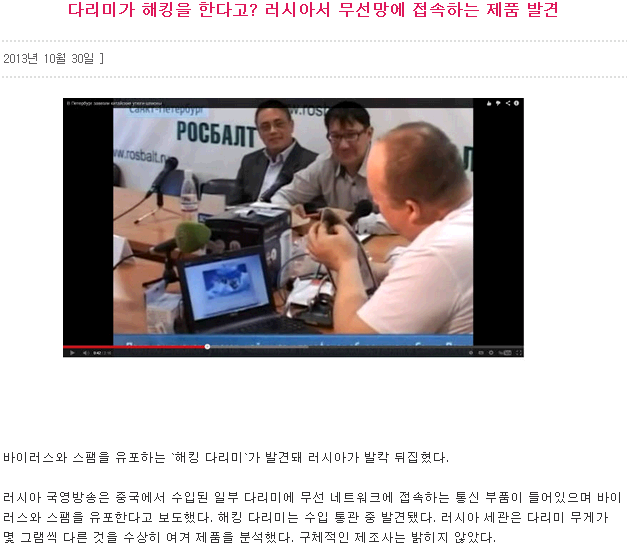 다리미가 해킹을 한다고? 러시아서 무선망에 접속하는 제품 발견
2013년 10월 30일 ]
В Петербург завезли китайские утюги-шпионы
Санкт-Петербург
www.rosbalt.ru
РОСБАЛТ
www.rosbalt.ru
바이러스와 스팸을 유포하는 `해킹 다리미`가 발견돼 러시아가 발칵 뒤집혔다.
러시아 국영방송은 중국에서 수입된 일부 다리미에 무선 네트워크에 접속하는 통신 부품이 들어있으며 바이
러스와 스팸을 유포한다고 보도했다. 해킹 다리미는 수입 통관 중 발견됐다. 러시아 세관은 다리미 무게가
몇 그램씩 다른 것을 수상히 여겨 제품을 분석했다. 구체적인 제조사는 밝히지 않았다.